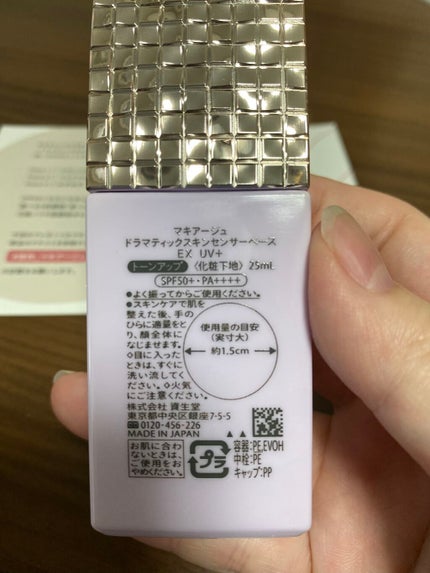 マキアージュ
ドラマティックスキンセンサーベース
EX UV+
トーンアップ 〈化粧下地〉 25mL
SPF50+・PA++++
●よく振ってからご使用ください。
●スキンケアで肌を
整えた後、手の
ひらに適量をと
り、顔全体に
なじませます。
◇目に入った
ときは、すぐに
洗い流してく
ださい。◇火気
にご注意ください。
使用量の目安
(実寸大)
約1.5cm
株式会社 資生堂
東京都中央区銀座7-5-5
0120-456-226
MADE IN JAPAN
お肌に合わ
ないときは、
ご使用をお
やめください。
プラ
容器:PE,EVOH
中栓:PE
キャップ:PP